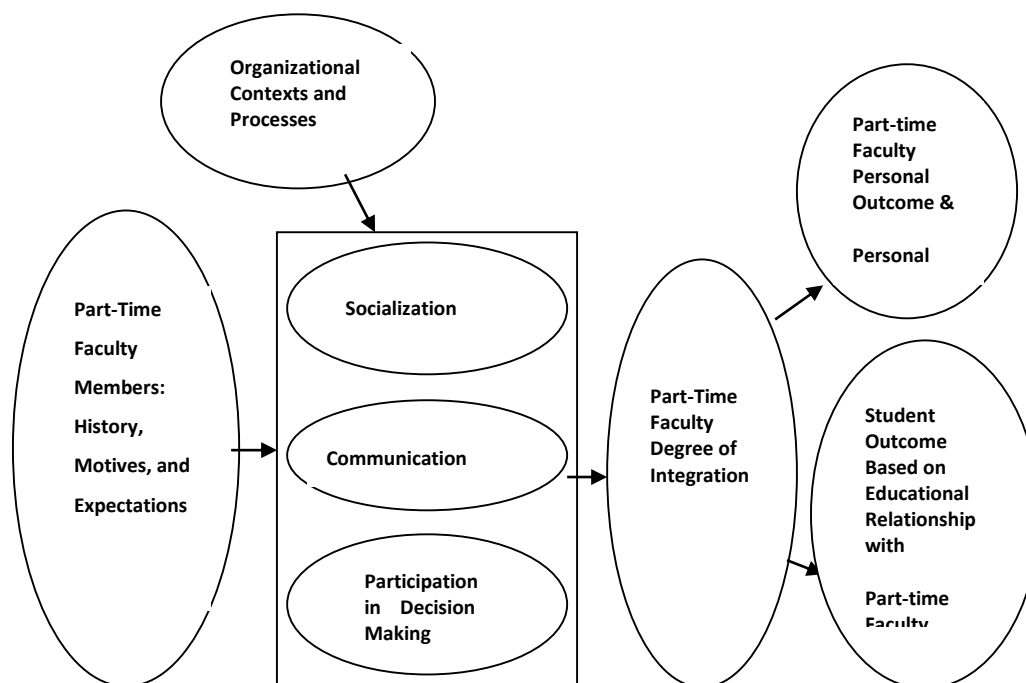 Organizational
Contexts and
Processes
Part-time
Faculty
Personal
Outcome &
Personal
Part-Time
Faculty
Members:
History,
Motives, and
Expectations
Socialization
Communication
Participation
in Decision
Making
Part-Time
Faculty
Degree of
Integration
Student
Outcome
Based on
Educational
Relationship
with
Part-time
Faculty